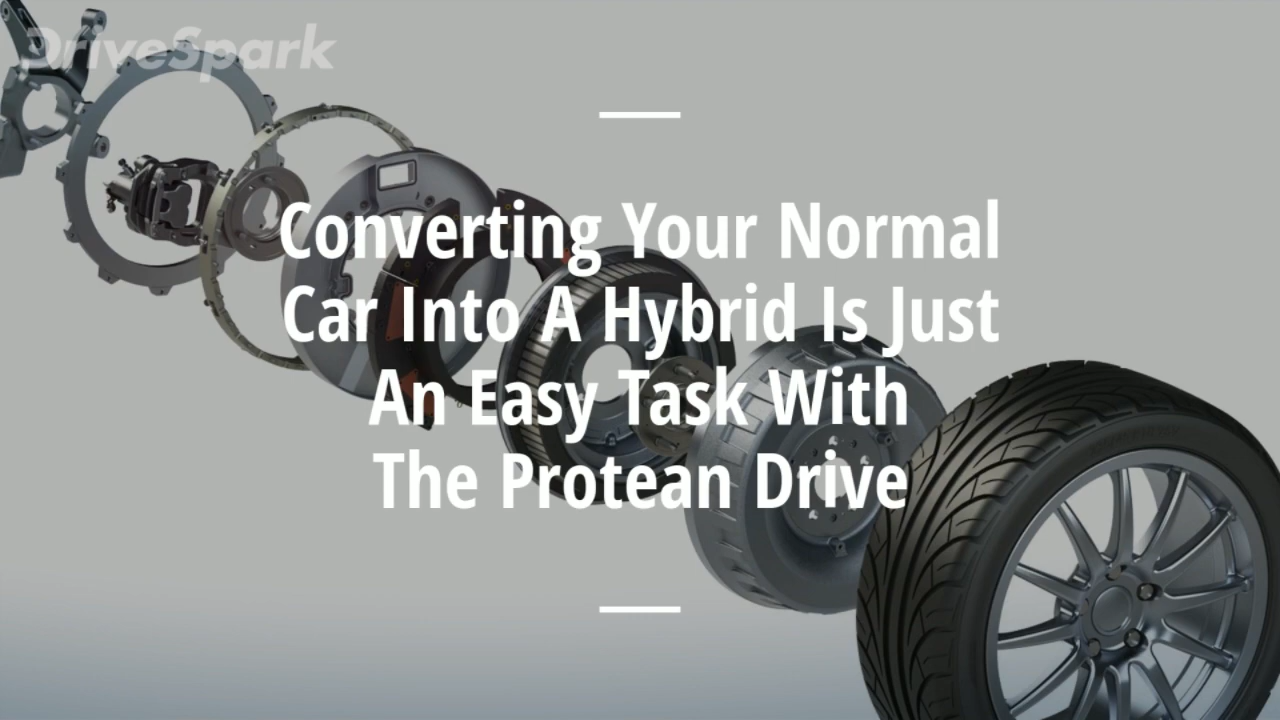 DriveSpark
Converting Your Normal
Car Into A Hybrid Is Just
An Easy Task With
The Protean Drive